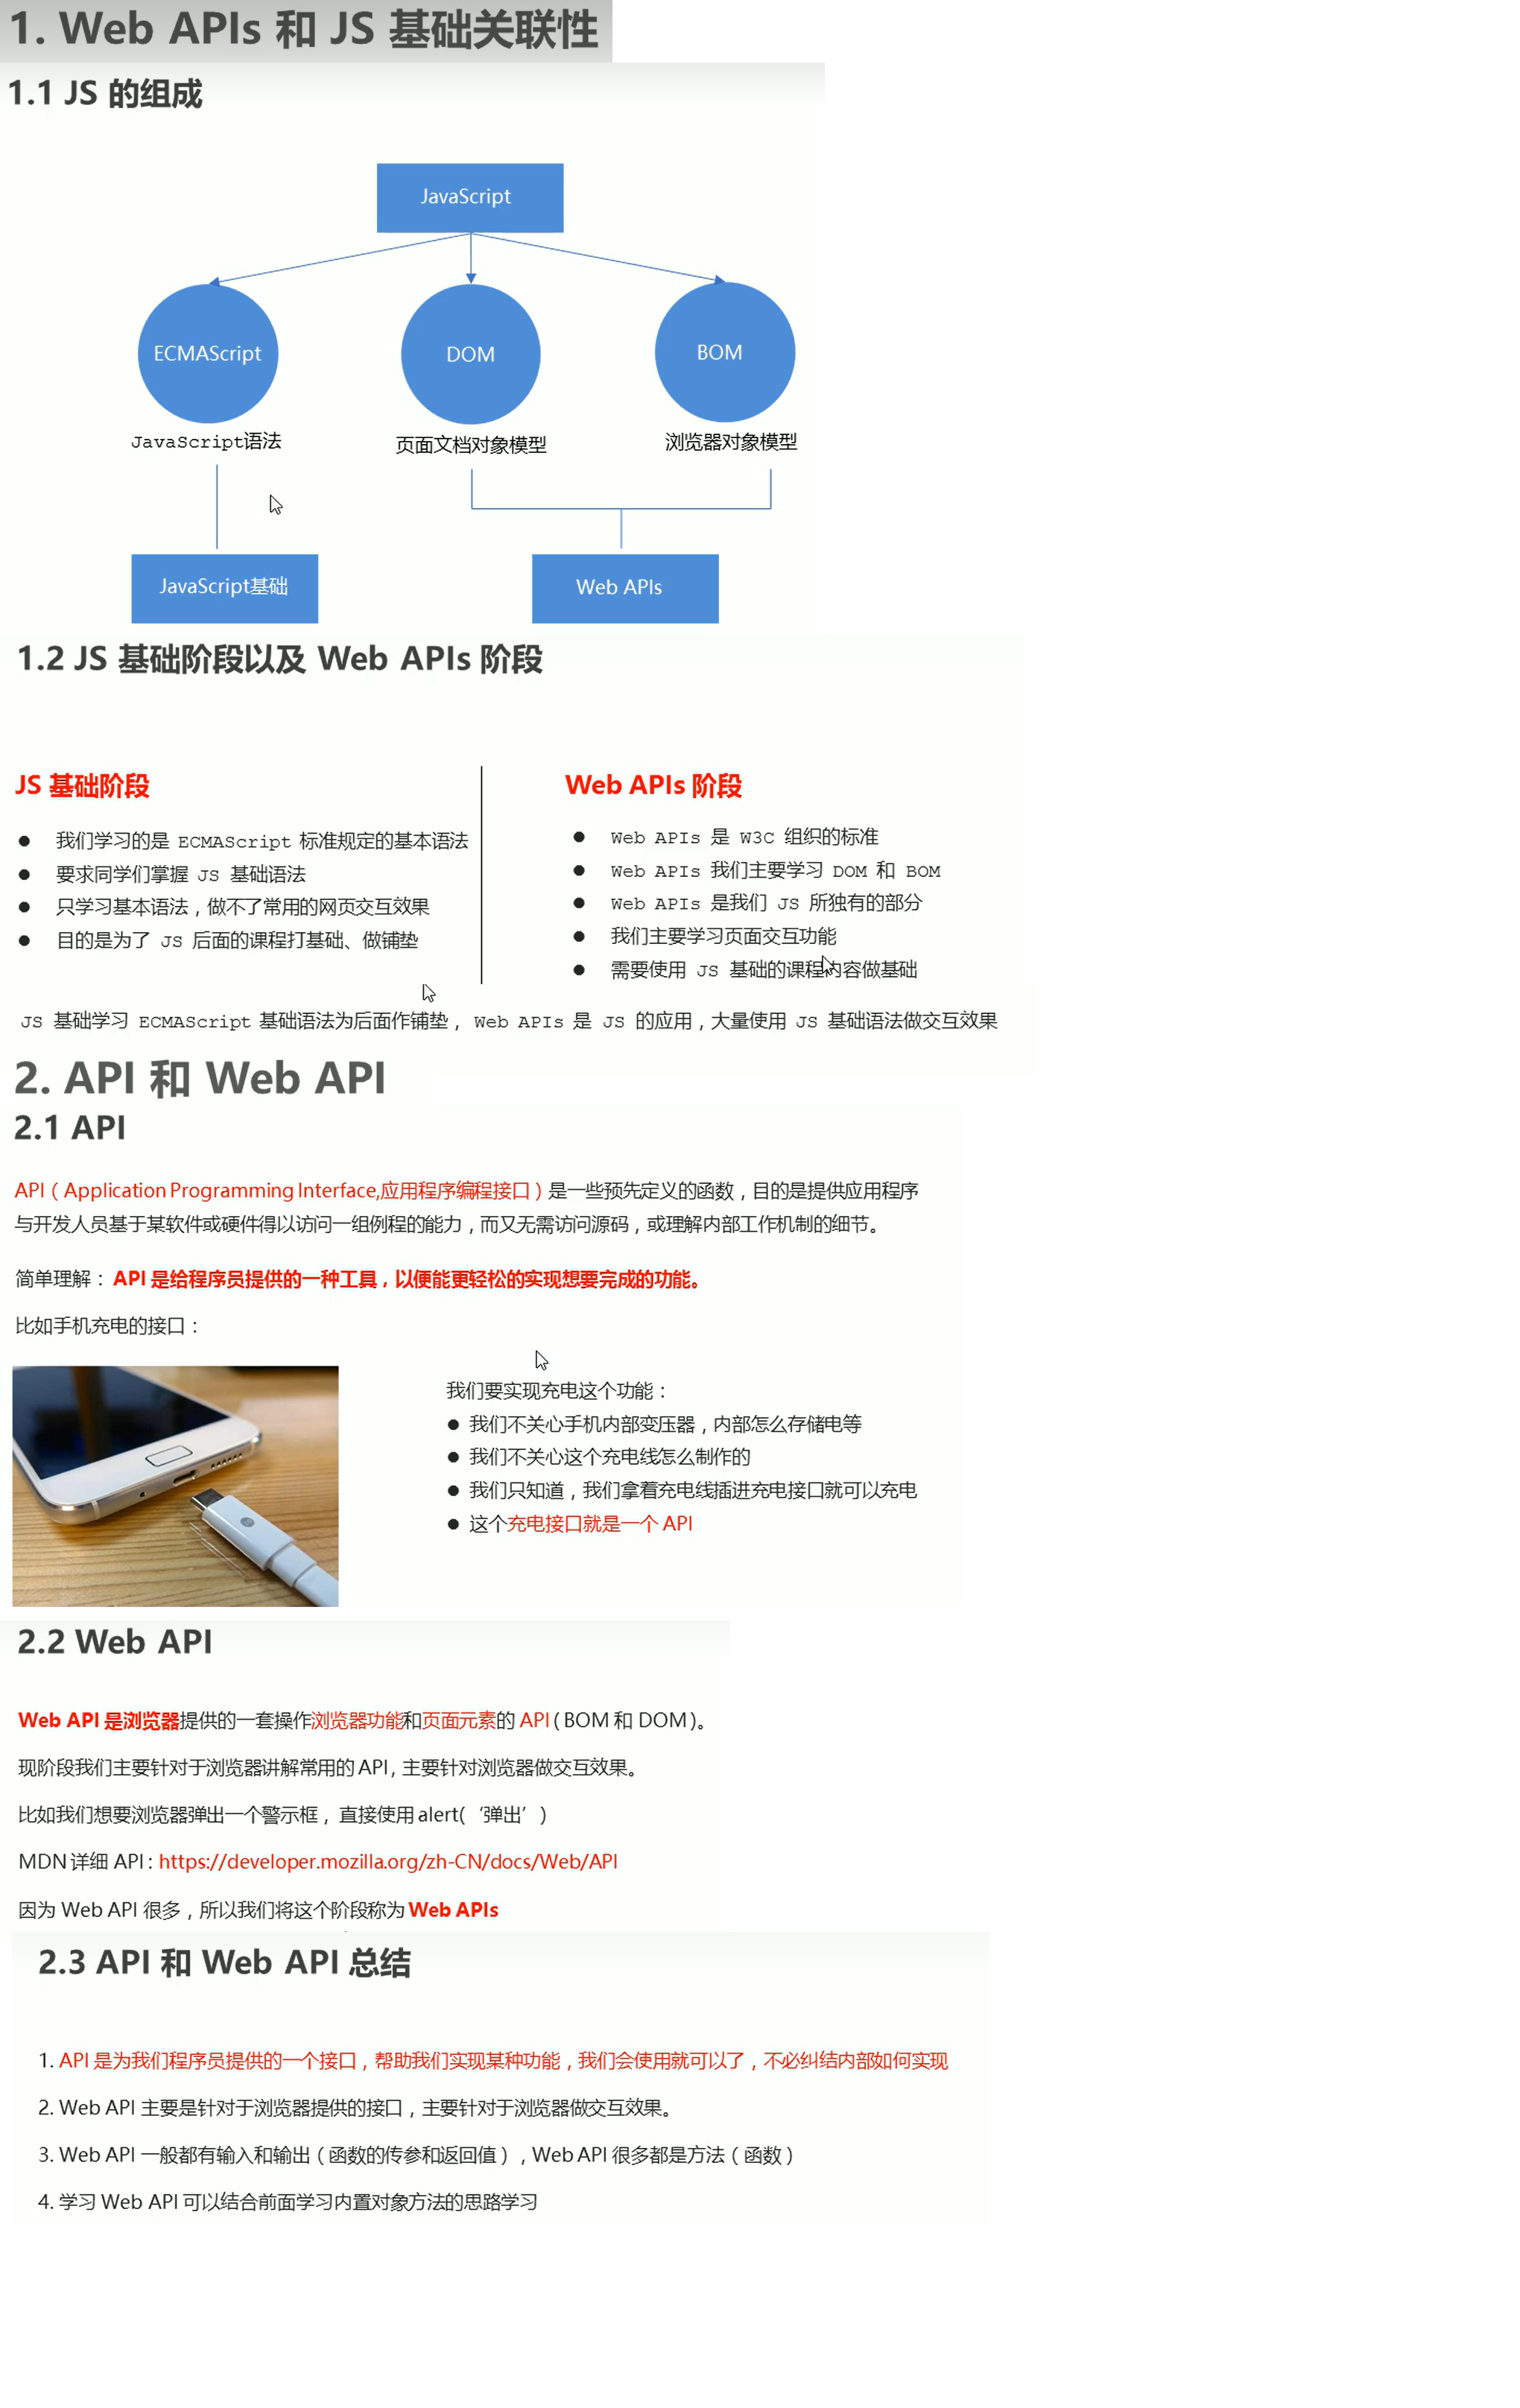 1. Web APIs 和 JS 基础关联性
1.1 JS 的组成
JavaScript
ECMAScript
DOM
BOM
JavaScript语法
页面文档对象模型
浏览器对象模型
JavaScript基础
Web APIs
1.2 JS 基础阶段以及 Web APIs 阶段
JS 基础阶段
● 我们学习的是 ECMAScript 标准规定的基本语法
● 要求同学们掌握 JS 基础语法
● 只学习基本语法，做不了常用的网页交互效果
● 目的是为了 JS 后面的课程打基础、做铺垫
Web APIs 阶段
● Web APIs 是 W3C 组织的标准
● Web APIs 我们主要学习 DOM 和 BOM
● Web APIs 是我们 JS 所独有的部分
● 我们主要学习页面交互功能
● 需要使用 JS 基础的课程内容做基础
JS 基础学习 ECMAScript 基础语法为后面作铺垫，Web APIs 是 JS 的应用，大量使用 JS 基础语法做交互效果
2. API 和 Web API
2.1 API
API（Application Programming Interface,应用程序编程接口）是一些预先定义的函数，目的是提供应用程序
与开发人员基于某软件或硬件得以访问一组例程的能力，而又无需访问源码，或理解内部工作机制的细节。
简单理解：API 是给程序员提供的一种工具，以便能更轻松的实现想要完成的功能。
比如手机充电的接口：
我们要实现充电这个功能：
● 我们不关心手机内部变压器，内部怎么存储电等
● 我们不关心这个充电线怎么制作的
● 我们只知道，我们拿着充电线插进充电接口就可以充电
● 这个充电接口就是一个 API
2.2 Web API
Web API 是浏览器提供的一套操作浏览器功能和页面元素的 API ( BOM 和 DOM )。
现阶段我们主要针对于浏览器讲解常用的 API, 主要针对浏览器做交互效果。
比如我们想要浏览器弹出一个警示框，直接使用 alert(‘弹出’)
MDN 详细 API : https://developer.mozilla.org/zh-CN/docs/Web/API
因为 Web API 很多，所以我们将这个阶段称为 Web APIs
2.3 API 和 Web API 总结
1. API 是为我们程序员提供的一个接口，帮助我们实现某种功能，我们会使用就可以了，不必纠结内部如何实现
2. Web API 主要是针对于浏览器提供的接口，主要针对于浏览器做交互效果。
3. Web API 一般都有输入和输出（函数的传参和返回值），Web API 很多都是方法（函数）
4. 学习 Web API 可以结合前面学习内置对象方法的思路学习